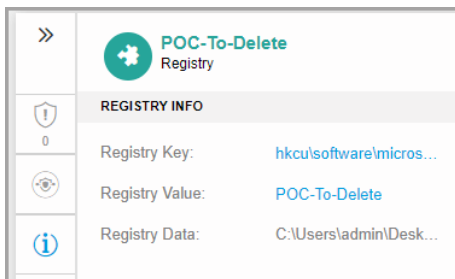 POC-To-Delete
Registry
REGISTRY INFO
0
Registry Key: hkcu\software\micros...
Registry Value: POC-To-Delete
Registry Data: C:\Users\admin\Desk...